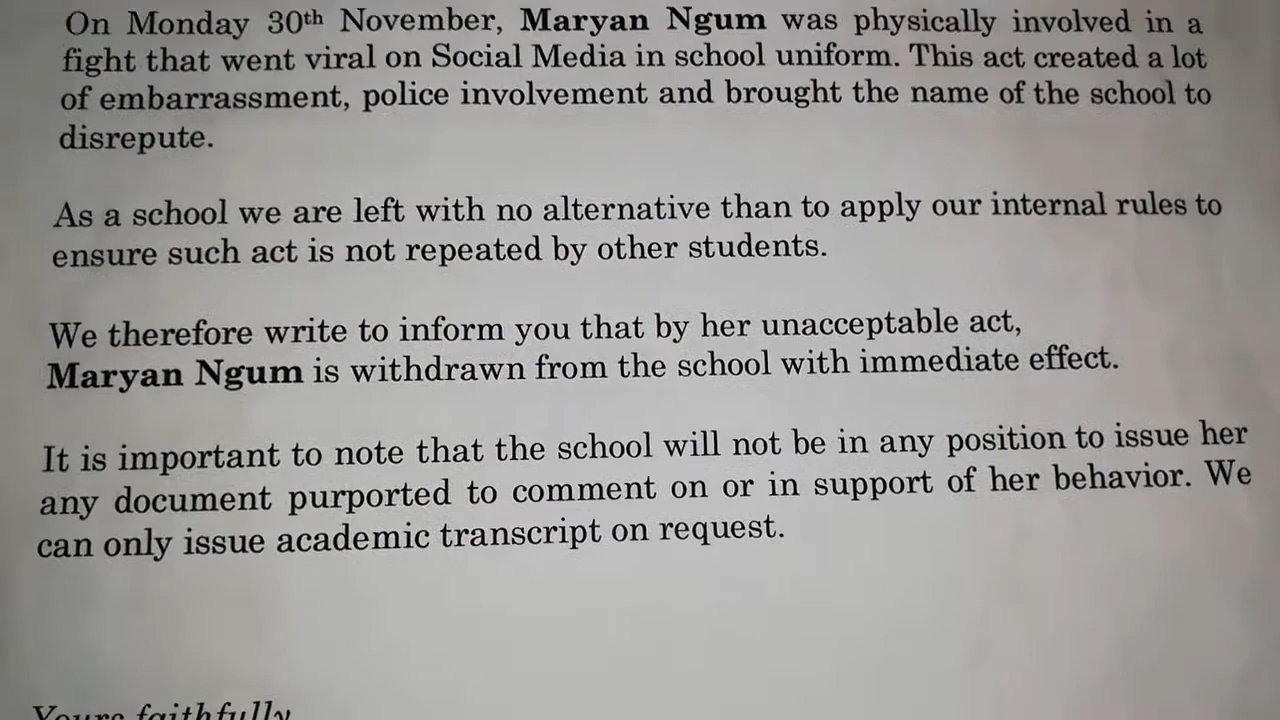 On Monday 30th November, Maryan Ngum was physically involved in a
fight that went viral on Social Media in school uniform. This act created a lot
of embarrassment, police involvement and brought the name of the school to
disrepute.
As a school we are left with no alternative than to apply our internal rules to
ensure such act is not repeated by other students.
We therefore write to inform you that by her unacceptable act,
Maryan Ngum is withdrawn from the school with immediate effect.
It is important to note that the school will not be in any position to issue her
any document purported to comment on or in support of her behavior. We
can only issue academic transcript on request.
Yours faithfully